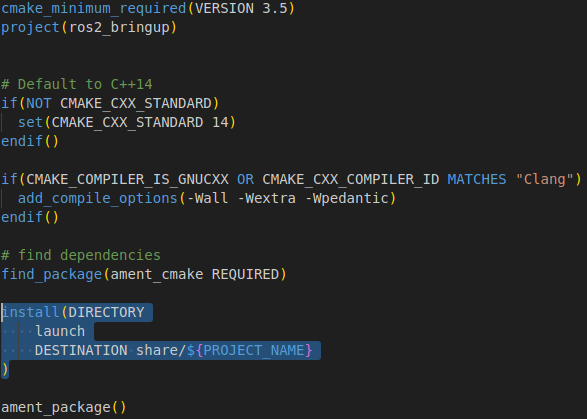 cmake_minimum_required(VERSION 3.5)
project(ros2_bringup)
# Default to C++14
if(NOT CMAKE_CXX_STANDARD)
set(CMAKE_CXX_STANDARD 14)
endif()
if(CMAKE_COMPILER_IS_GNUCXX OR CMAKE_CXX_COMPILER_ID MATCHES "Clang")
add_compile_options(-Wall -Wextra -Wpedantic)
endif()
# find dependencies
find_package(ament_cmake REQUIRED)
install(DIRECTORY
launch
DESTINATION share/${PROJECT_NAME}
)
ament_package()